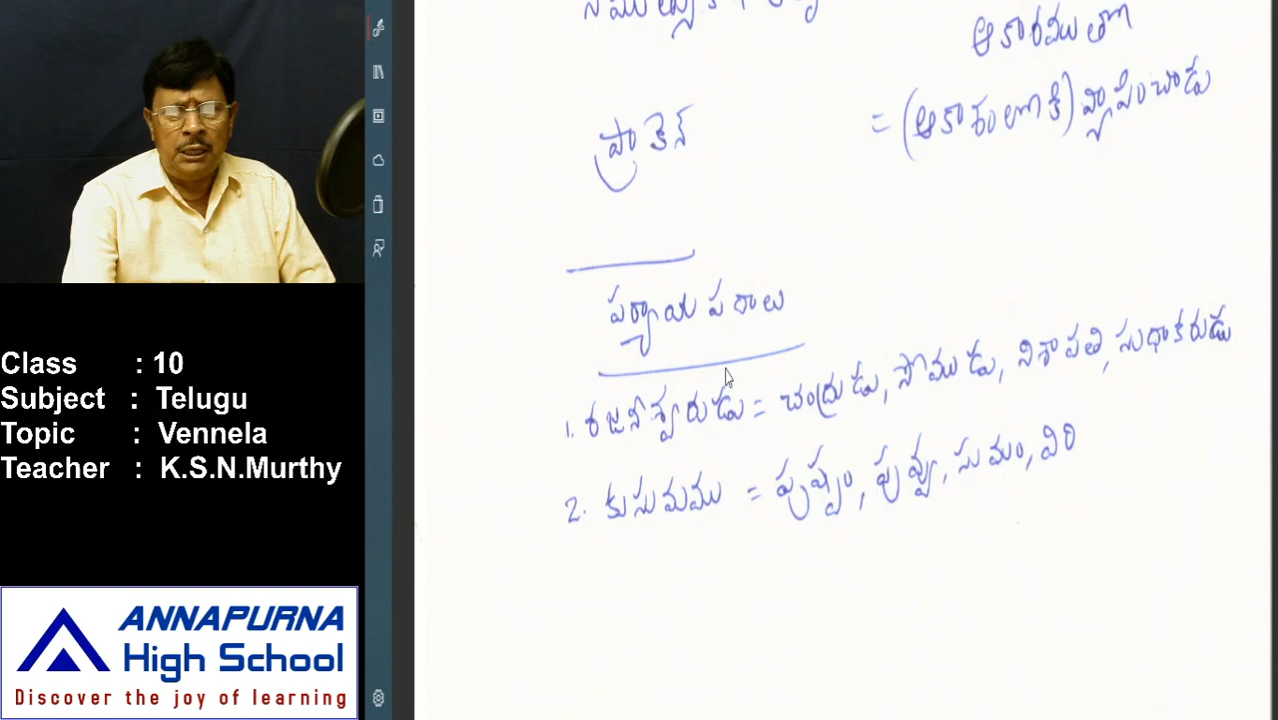 ఆకారములతా
ప్రాకెన్ = (ఆకాశంలోకి) వ్యాపించాడు
పర్యాయ పదాలు
1. రజనీశ్వరుడు = చంద్రుడు, సోముడు, నిశాపతి, సుధాకరుడు
2. కుసుమము = పుష్పం, పువ్వు, సుమం, విరి
Class : 10
Subject : Telugu
Topic : Vennela
Teacher : K.S.N.Murthy
ANNAPURNA
High School
Discover the joy of learning